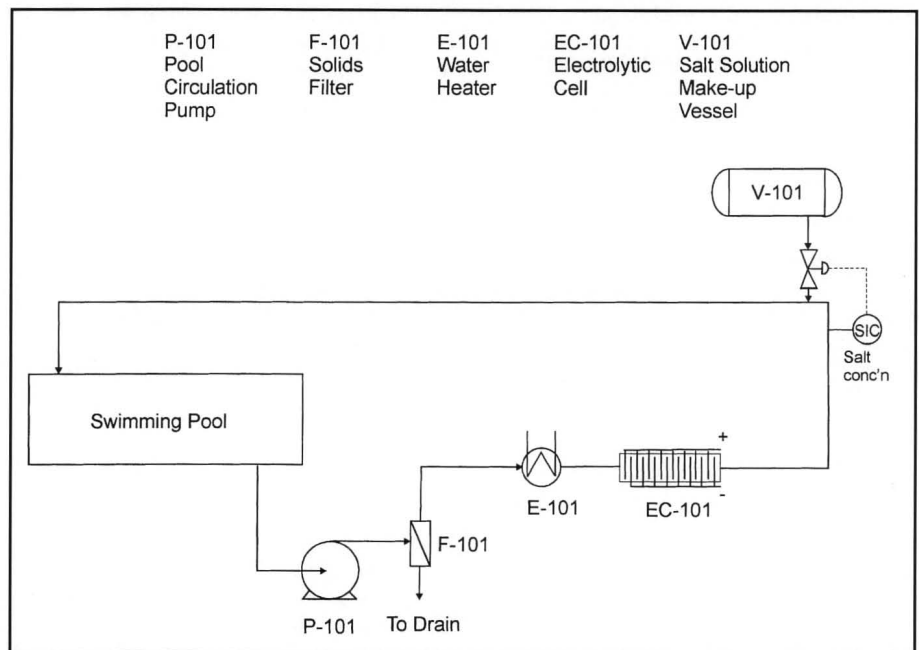 P-101
Pool
Circulation
Pump
F-101
Solids
Filter
E-101
Water
Heater
EC-101
Electrolytic
Cell
V-101
Salt Solution
Make-up
Vessel
V-101
SIC
Salt
conc'n
Swimming Pool
+
-
E-101
EC-101
F-101
P-101
To Drain